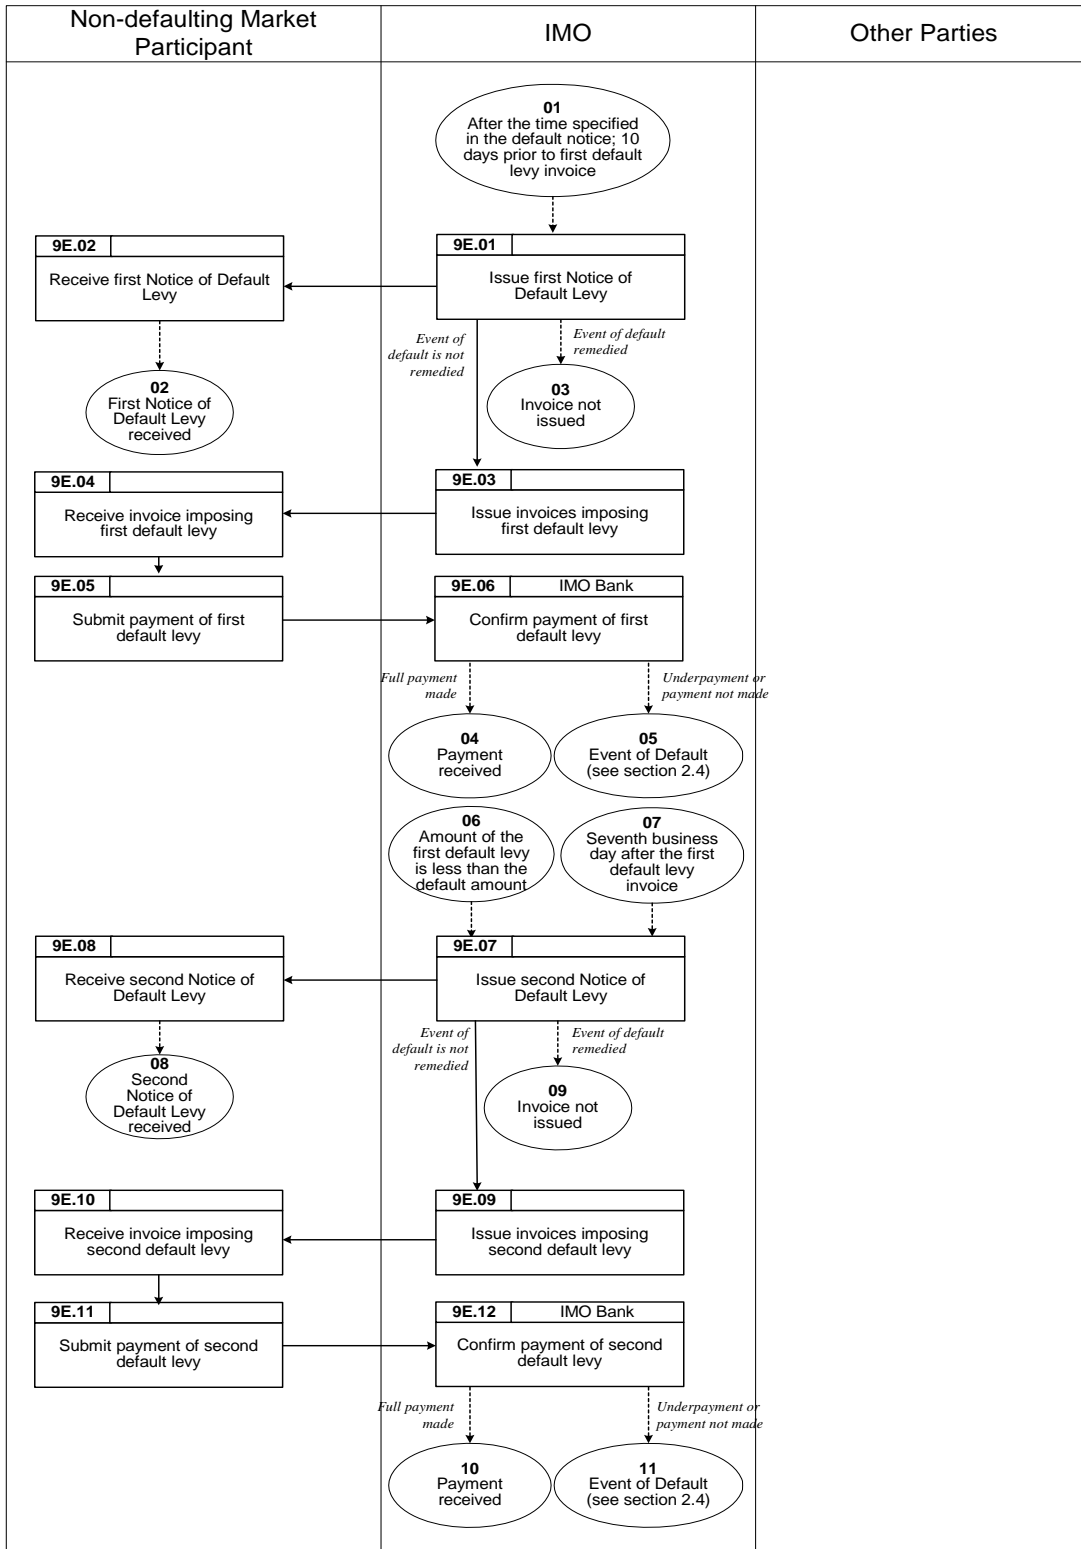 Non-defaulting Market
Participant
IMO
Other Parties
01
After the time specified
in the default notice; 10
days prior to first default
levy invoice
9E.02
Receive first Notice of Default
Levy
9E.01
Issue first Notice of
Default Levy
Event of
default is not
remedied
Event of default
remedied
02
First Notice of
Default Levy
received
03
Invoice not
issued
9E.04
Receive invoice imposing
first default levy
9E.03
Issue invoices imposing
first default levy
9E.05
Submit payment of first
default levy
9E.06
IMO Bank
Confirm payment of first
default levy
Full payment
made
Underpayment or
payment not made
04
Payment
received
05
Event of Default
(see section 2.4)
06
Amount of the
first default levy
is less than the
default amount
07
Seventh business
day after the first
default levy
invoice
9E.08
Receive second Notice of
Default Levy
9E.07
Issue second Notice of
Default Levy
Event of
default is not
remedied
Event of default
remedied
08
Second
Notice of
Default Levy
received
09
Invoice not
issued
9E.10
Receive invoice imposing
second default levy
9E.09
Issue invoices imposing
second default levy
9E.11
Submit payment of second
default levy
9E.12
IMO Bank
Confirm payment of second
default levy
Full payment
made
Underpayment or
payment not made
10
Payment
received
11
Event of Default
(see section 2.4)